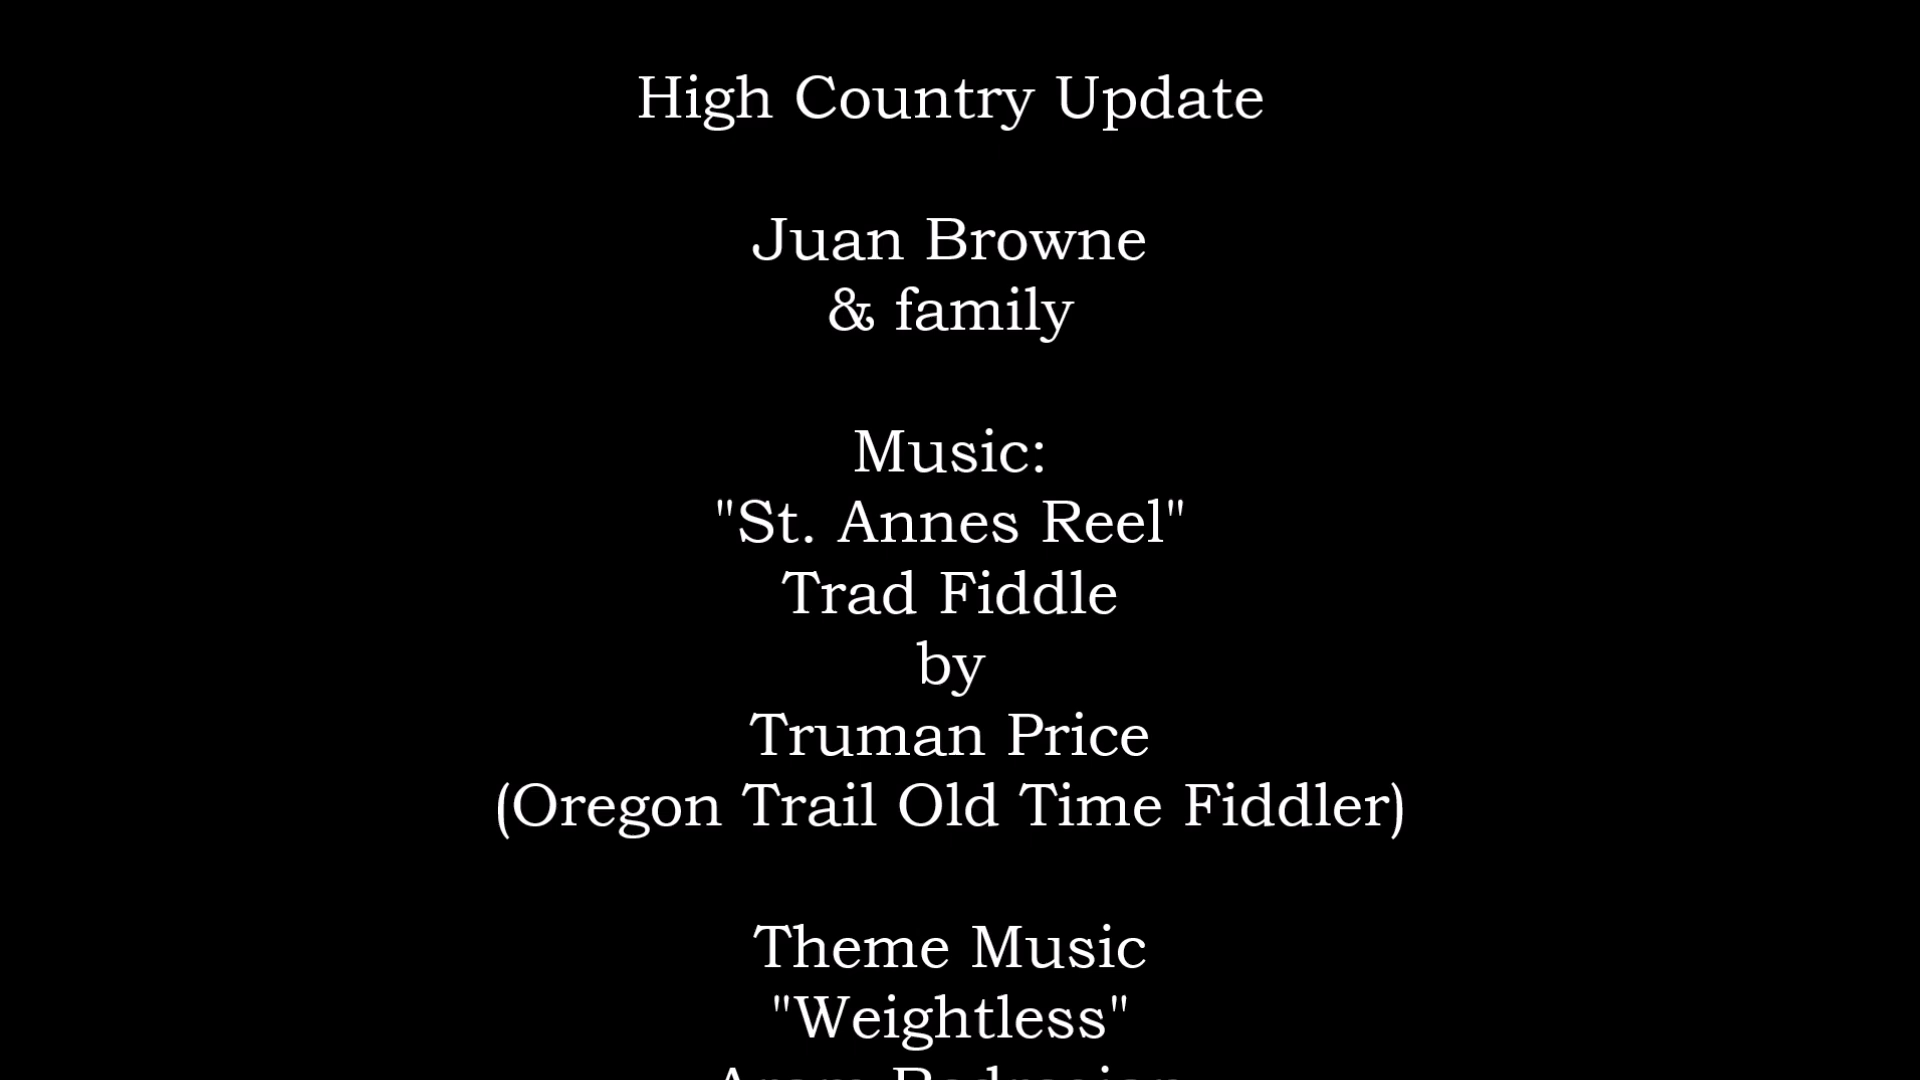 High Country Update
Juan Browne
& family
Music:
"St. Annes Reel"
Trad Fiddle
by
Truman Price
(Oregon Trail Old Time Fiddler)
Theme Music
"Weightless"